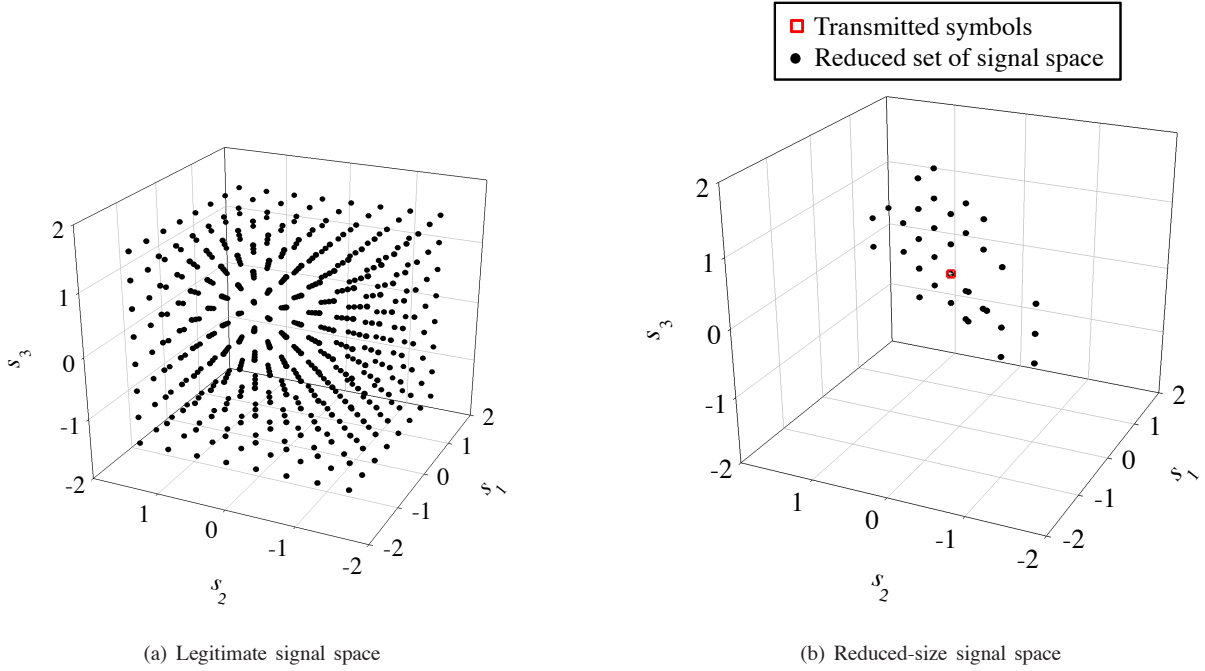 Transmitted symbols
Reduced set of signal space
2
1
0
-1
-2
s3
1
0
-1
-2
s2
2
1
0
-1
-2
s1
2
1
0
-1
-2
s3
1
0
-1
-2
s2
2
1
0
-1
-2
s1
(a) Legitimate signal space
(b) Reduced-size signal space